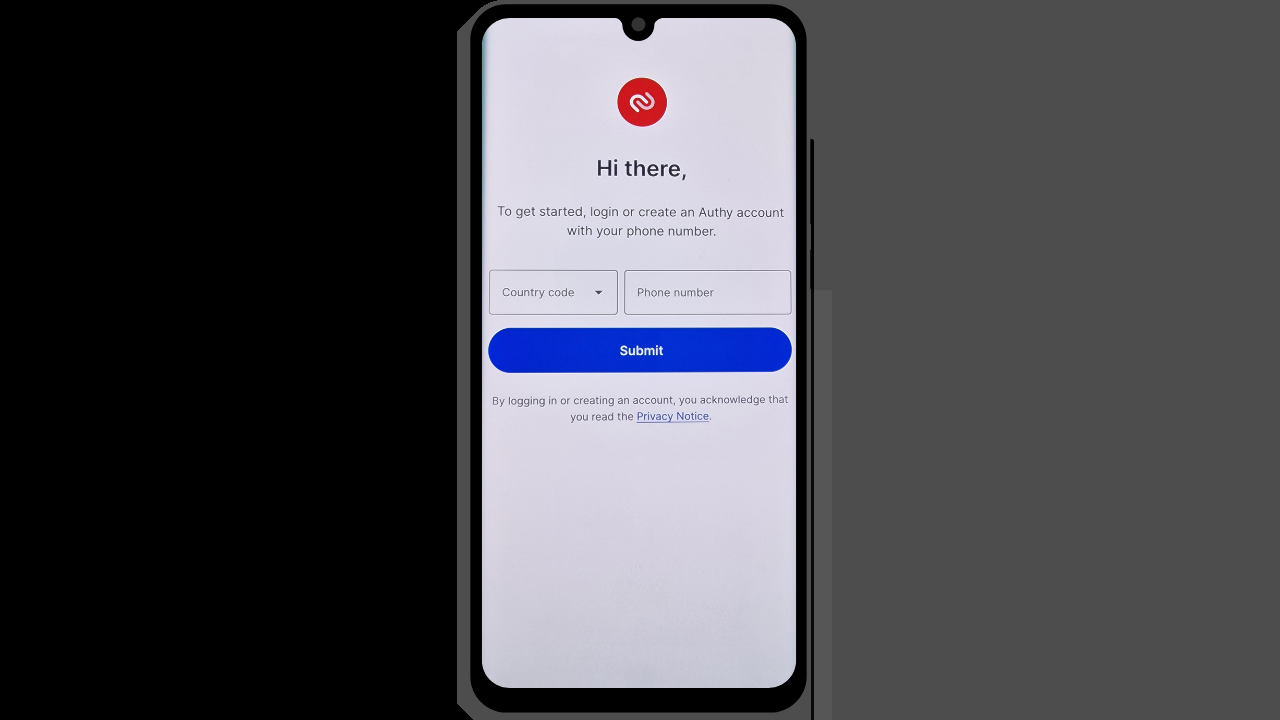 Hi there,
To get started, login or create an Authy account
with your phone number.
Country code
Phone number
Submit
By logging in or creating an account, you acknowledge that
you read the Privacy Notice.